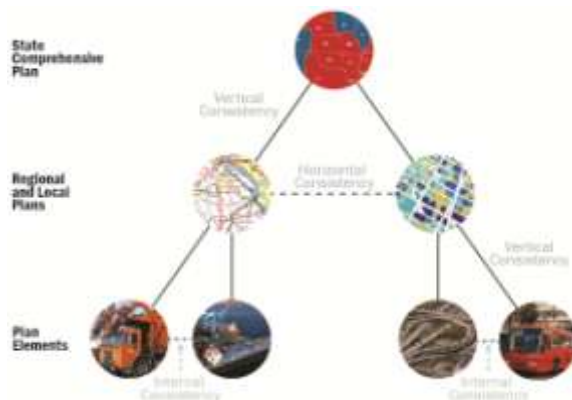 State
Comprehensive
Plan
Vertical
Consistency
Regional
and Local
Plans
Horizontal
Consistency
Vertical
Consistency
Plan
Elements
Internal
Consistency
Internal
Consistency